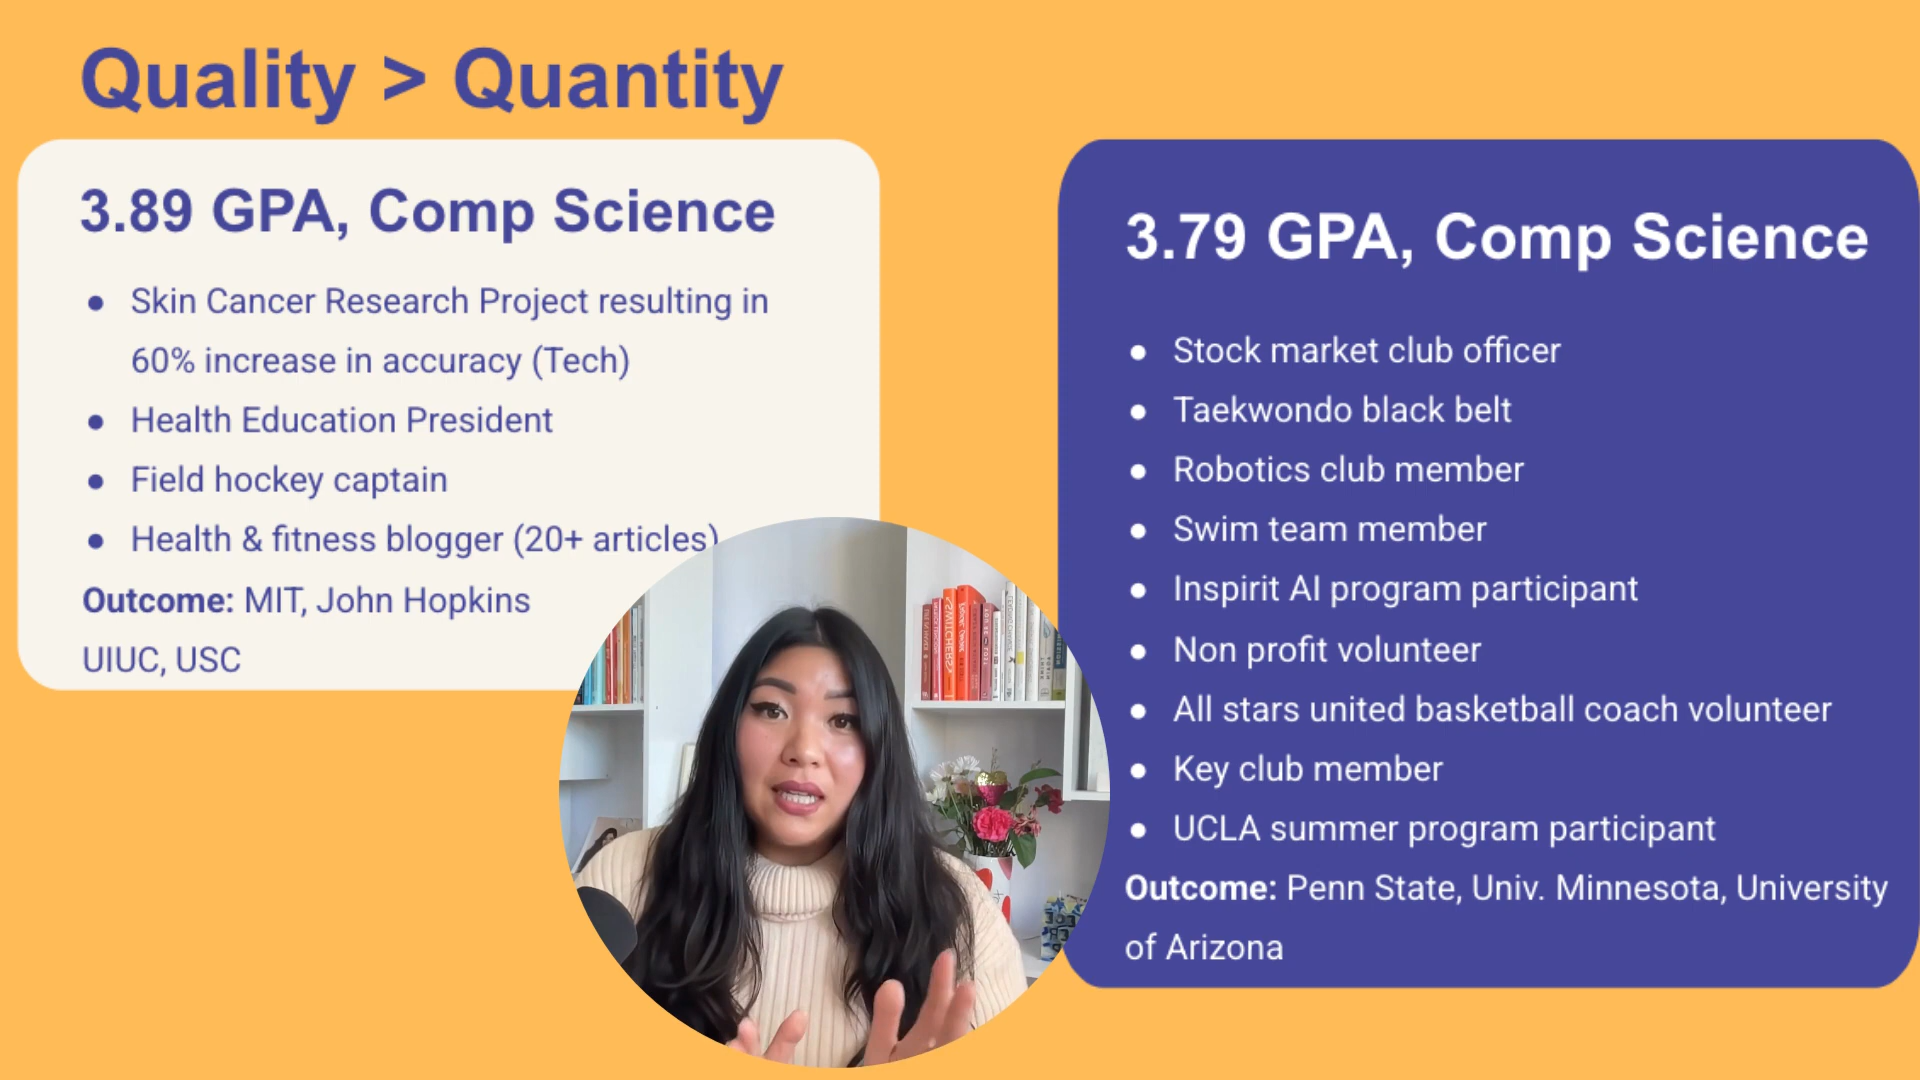 Quality > Quantity
3.89 GPA, Comp Science
● Skin Cancer Research Project resulting in
60% increase in accuracy (Tech)
● Health Education President
● Field hockey captain
● Health & fitness blogger (20+ articles)
Outcome: MIT, John Hopkins
UIUC, USC
3.79 GPA, Comp Science
● Stock market club officer
● Taekwondo black belt
● Robotics club member
● Swim team member
● Inspirit AI program participant
● Non profit volunteer
● All stars united basketball coach volunteer
● Key club member
● UCLA summer program participant
Outcome: Penn State, Univ. Minnesota, University
of Arizona